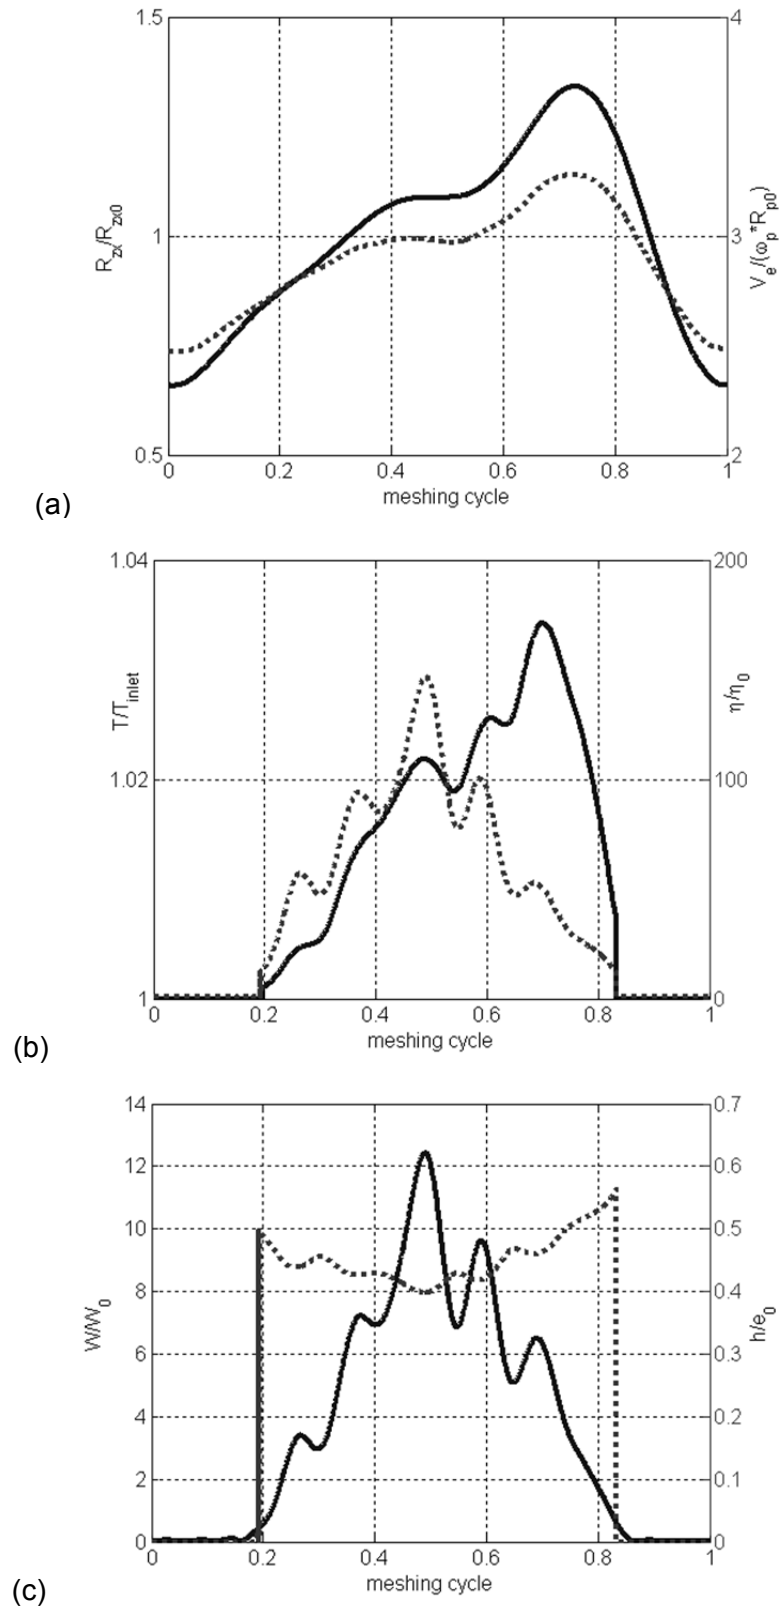 1.5
4
R_zx/R_zx0
1
3
V_e/(ω_p*R_p0)
0.5
2
0 0.2 0.4 0.6 0.8 1
meshing cycle
(a)
1.04
200
T/T_inlet
η/η_0
1.02
100
1
0
0 0.2 0.4 0.6 0.8 1
meshing cycle
(b)
14
0.7
12
0.6
10
0.5
8
0.4
W/W_0
h/e_0
6
0.3
4
0.2
2
0.1
0
0
0 0.2 0.4 0.6 0.8 1
meshing cycle
(c)